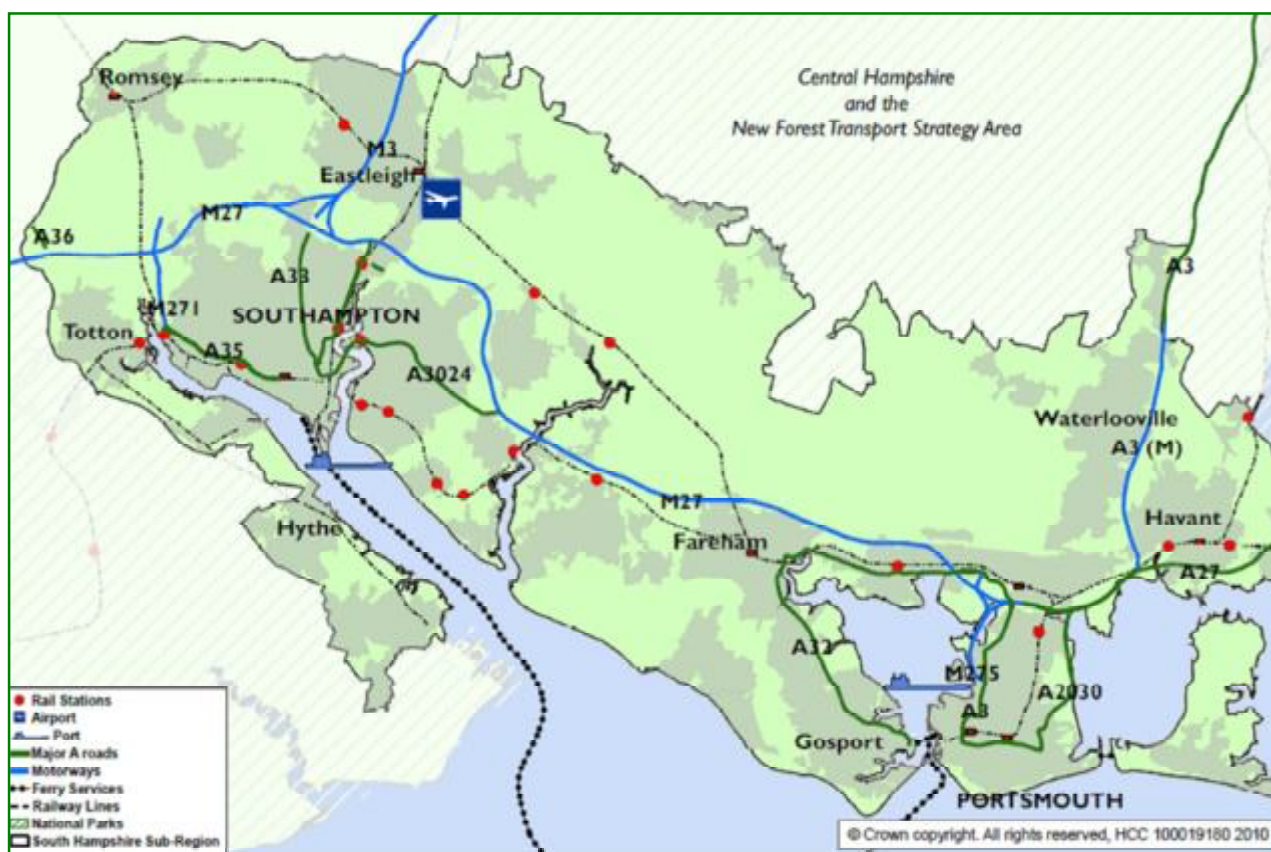 Romsey
Central Hampshire
and the
New Forest Transport Strategy Area
M3
Eastleigh
M27
A36
A33
A3
M271
SOUTHAMPTON
Totton
A35
A3024
Waterlooville
A3 (M)
M27
Havant
Hythe
Fareham
A27
A32
M275
A2030
A3
Gosport
PORTSMOUTH
Rail Stations
Airport
Port
Major A roads
Motorways
Ferry Services
Railway Lines
National Parks
South Hampshire Sub-Region
© Crown copyright. All rights reserved, HCC 100019180 2010